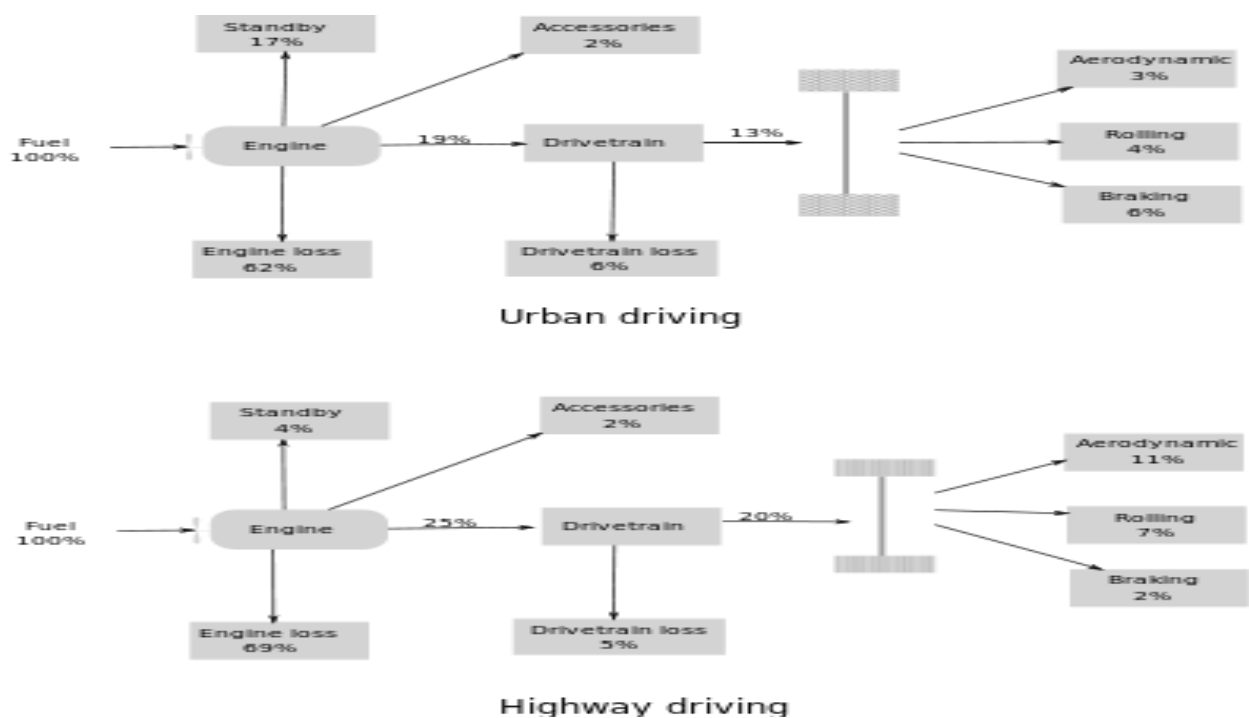 Standby
17%
Accessories
2%
Aerodynamic
3%
Fuel
100%
Engine
19%
Drivetrain
13%
Rolling
4%
Braking
6%
Engine loss
62%
Drivetrain loss
6%
Urban driving
Standby
4%
Accessories
2%
Aerodynamic
11%
Fuel
100%
Engine
25%
Drivetrain
20%
Rolling
7%
Braking
2%
Engine loss
69%
Drivetrain loss
5%
Highway driving